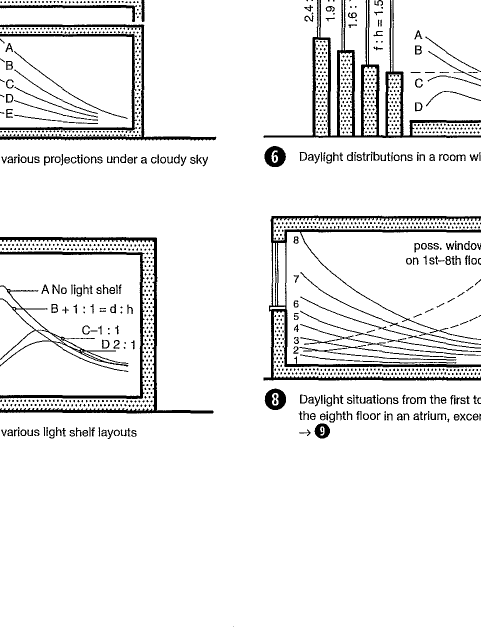 A
B
C
D
E
various projections under a cloudy sky
2.4 :
1.9 :
1.6 :
f : h = 1.5
A
B
C
D
6 Daylight distributions in a room wi
A No light shelf
B + 1 : 1 = d : h
C–1 : 1
D 2 : 1
various light shelf layouts
8
7
6
5
4
3
2
1
poss. window
on 1st–8th floo
8 Daylight situations from the first to
the eighth floor in an atrium, excer
→ 9